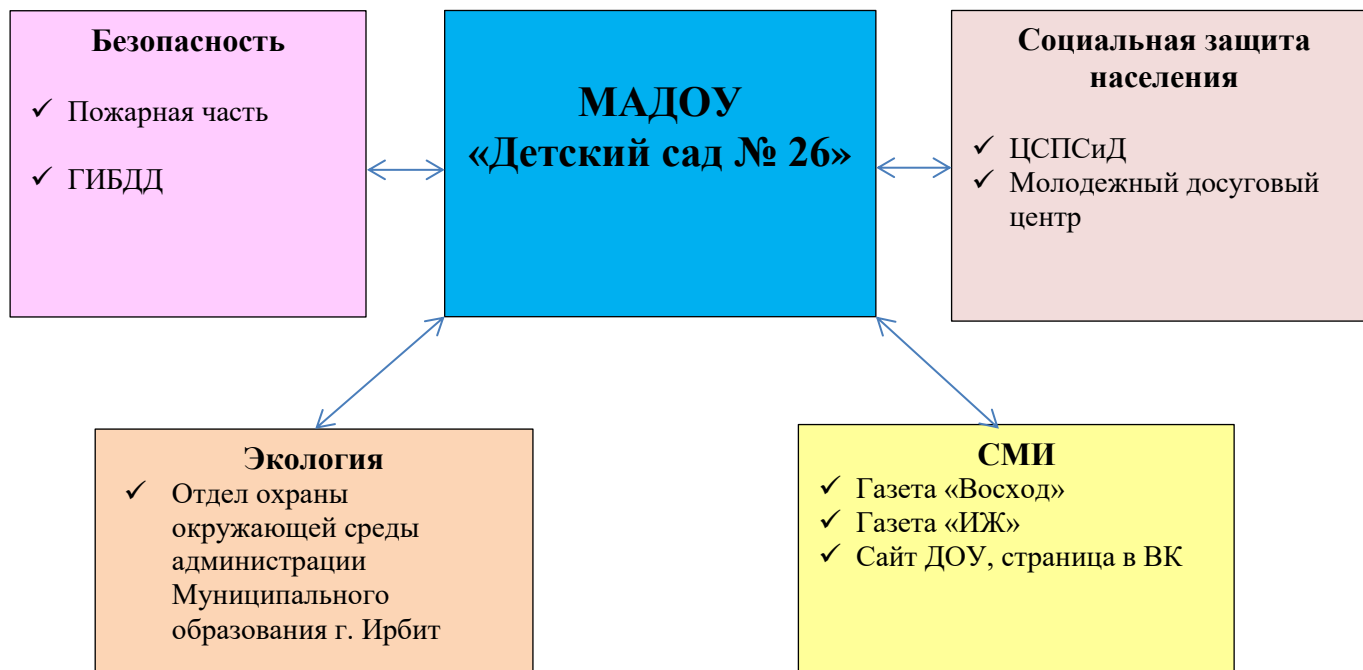 Безопасность
✓ Пожарная часть
✓ ГИБДД
МАДОУ
«Детский сад № 26»
Социальная защита
населения
✓ ЦСПСиД
✓ Молодежный досуговый
центр
Экология
✓ Отдел охраны
окружающей среды
администрации
Муниципального
образования г. Ирбит
СМИ
✓ Газета «Восход»
✓ Газета «ИЖ»
✓ Сайт ДОУ, страница в ВК